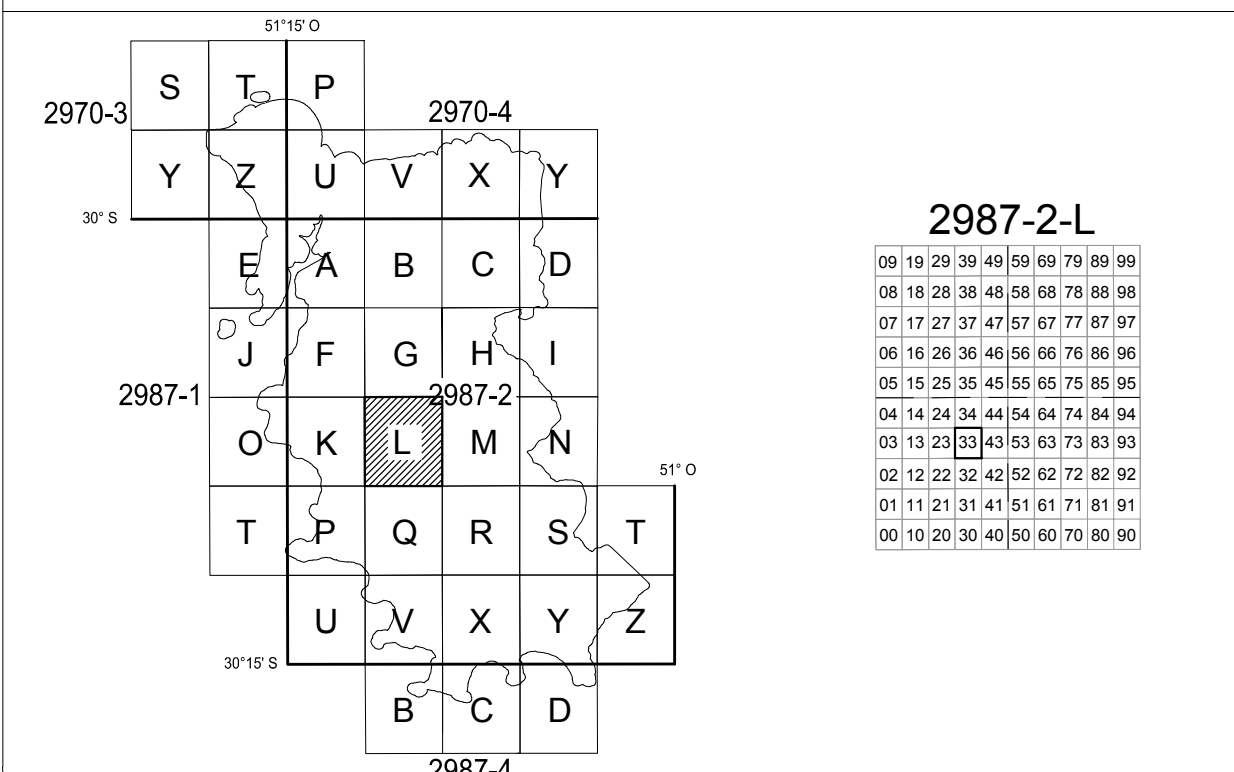 51°15' O
S T P
2970-3 2970-4
Y Z U V X Y
30° S
E A B C D
J F G H I
2987-1 2987-2
O K L M N
51° O
T P Q R S T
U V X Y Z
30°15' S
B C D
2987-4
2987-2-L
09 19 29 39 49 59 69 79 89 99
08 18 28 38 48 58 68 78 88 98
07 17 27 37 47 57 67 77 87 97
06 16 26 36 46 56 66 76 86 96
05 15 25 35 45 55 65 75 85 95
04 14 24 34 44 54 64 74 84 94
03 13 23 33 43 53 63 73 83 93
02 12 22 32 42 52 62 72 82 92
01 11 21 31 41 51 61 71 81 91
00 10 20 30 40 50 60 70 80 90